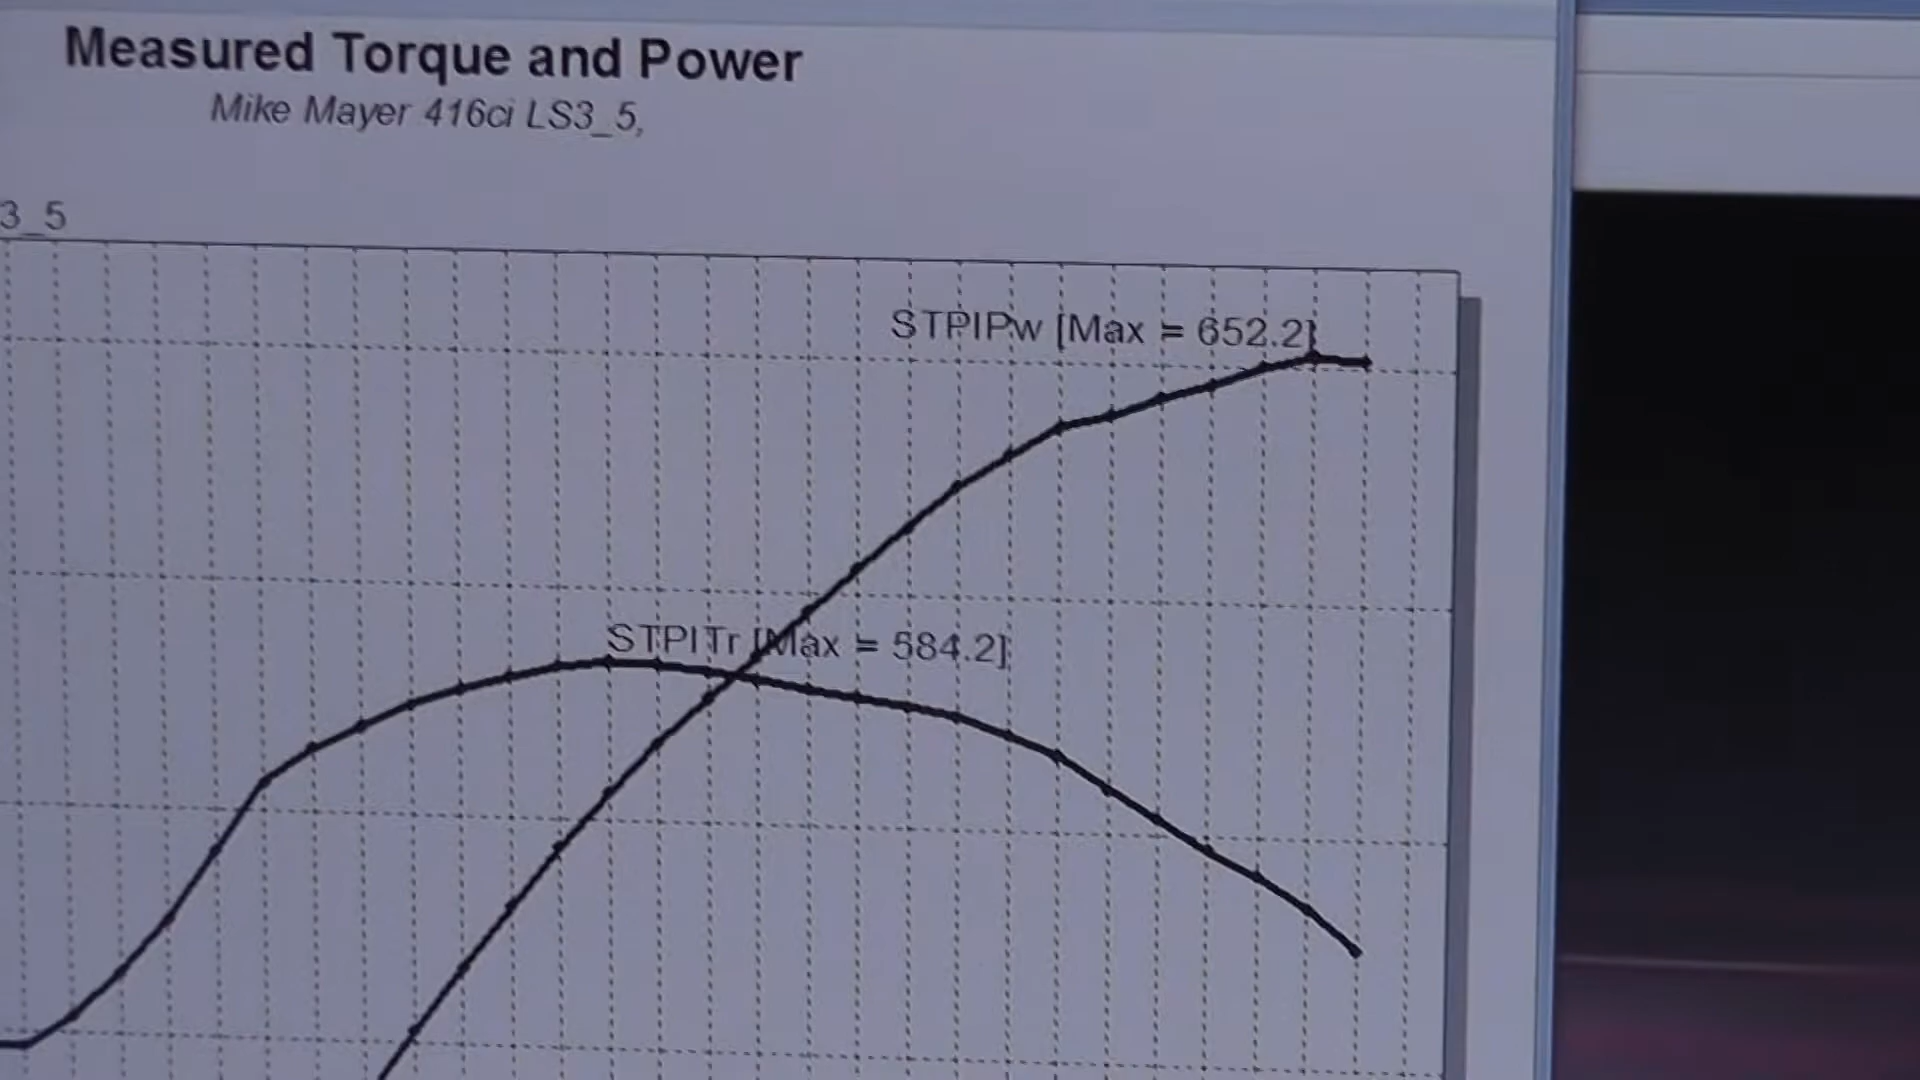 Measured Torque and Power
Mike Mayer 416ci LS3_5,
3_5
STPIPw [Max = 652.2]
STPITr [Max = 584.2]